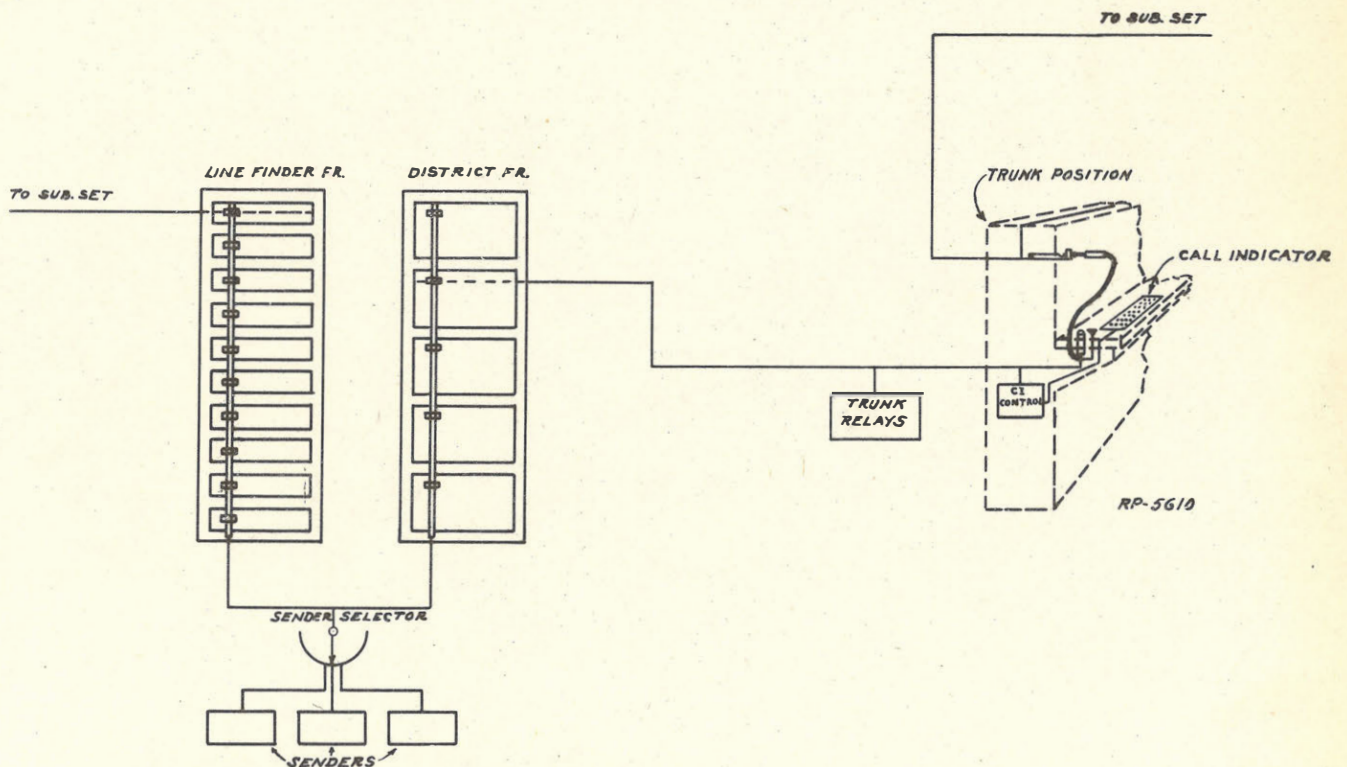 TO SUB. SET
LINE FINDER FR.
DISTRICT FR.
TO SUB. SET
TRUNK POSITION
CALL INDICATOR
TRUNK
RELAYS
CI
CONTROL
RP-5610
SENDER SELECTOR
SENDERS